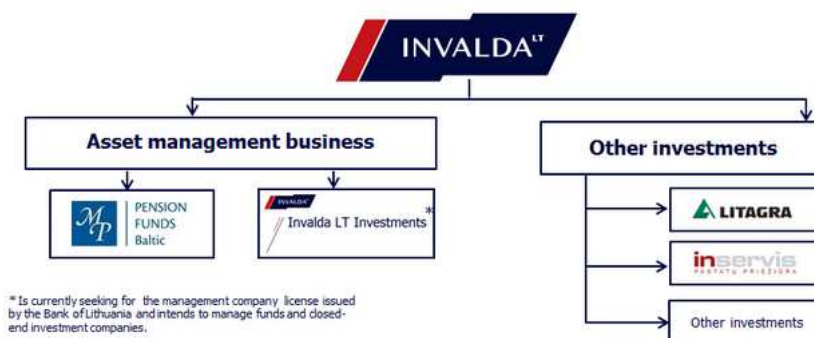 INVALDA LT
Asset management business
Other investments
MP
PENSION
FUNDS
Baltic
INVALDA LT
Invalda LT Investments *
LITAGRA
inservis
PASTATŲ PRIEŽIŪRA
Other investments
* Is currently seeking for the management company license issued
by the Bank of Lithuania and intends to manage funds and closed-
end investment companies.